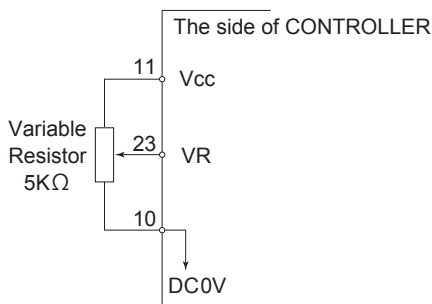 The side of CONTROLLER
11
Vcc
Variable
Resistor
5KΩ
23
VR
10
DC0V